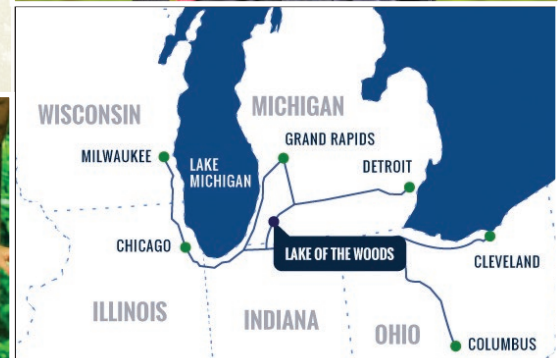 WISCONSIN
MICHIGAN
GRAND RAPIDS
MILWAUKEE
LAKE
MICHIGAN
DETROIT
CHICAGO
LAKE OF THE WOODS
CLEVELAND
ILLINOIS
INDIANA
OHIO
COLUMBUS